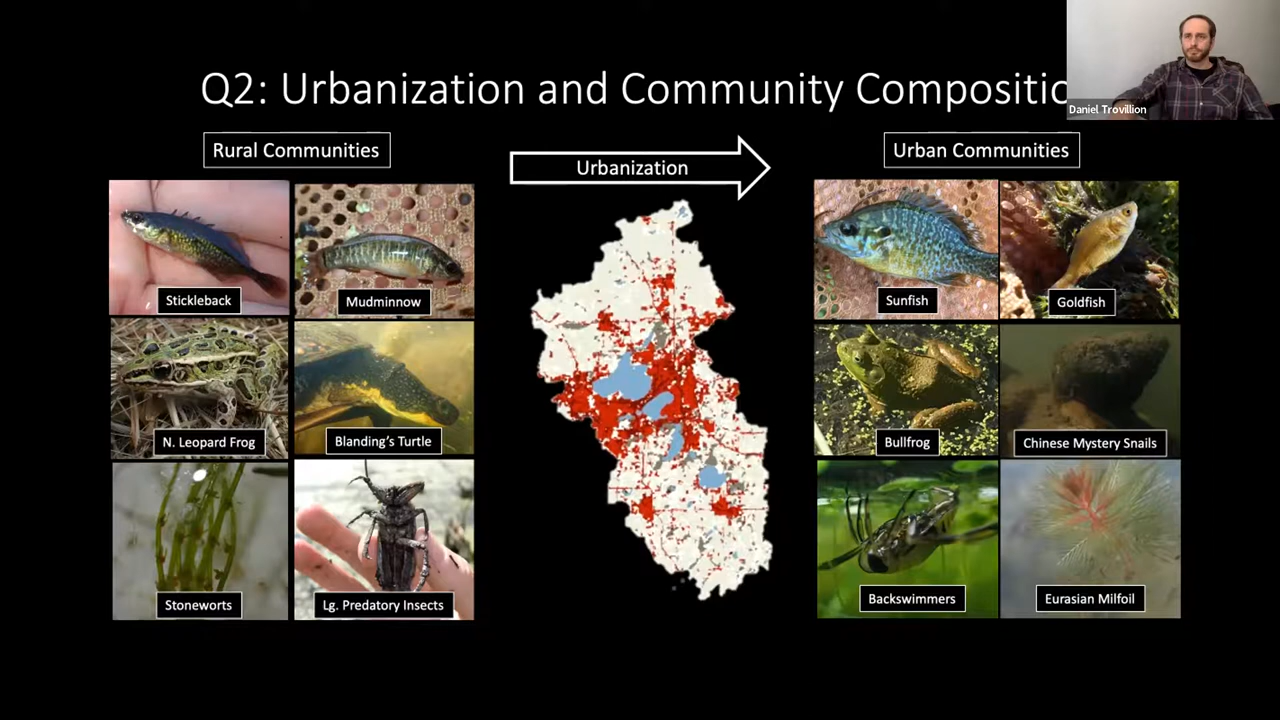 Q2: Urbanization and Community Compositio
Daniel Trovillion
Rural Communities
Urbanization
Urban Communities
Stickleback
Mudminnow
Sunfish
Goldfish
N. Leopard Frog
Blanding's Turtle
Bullfrog
Chinese Mystery Snails
Stoneworts
Lg. Predatory Insects
Backswimmers
Eurasian Milfoil